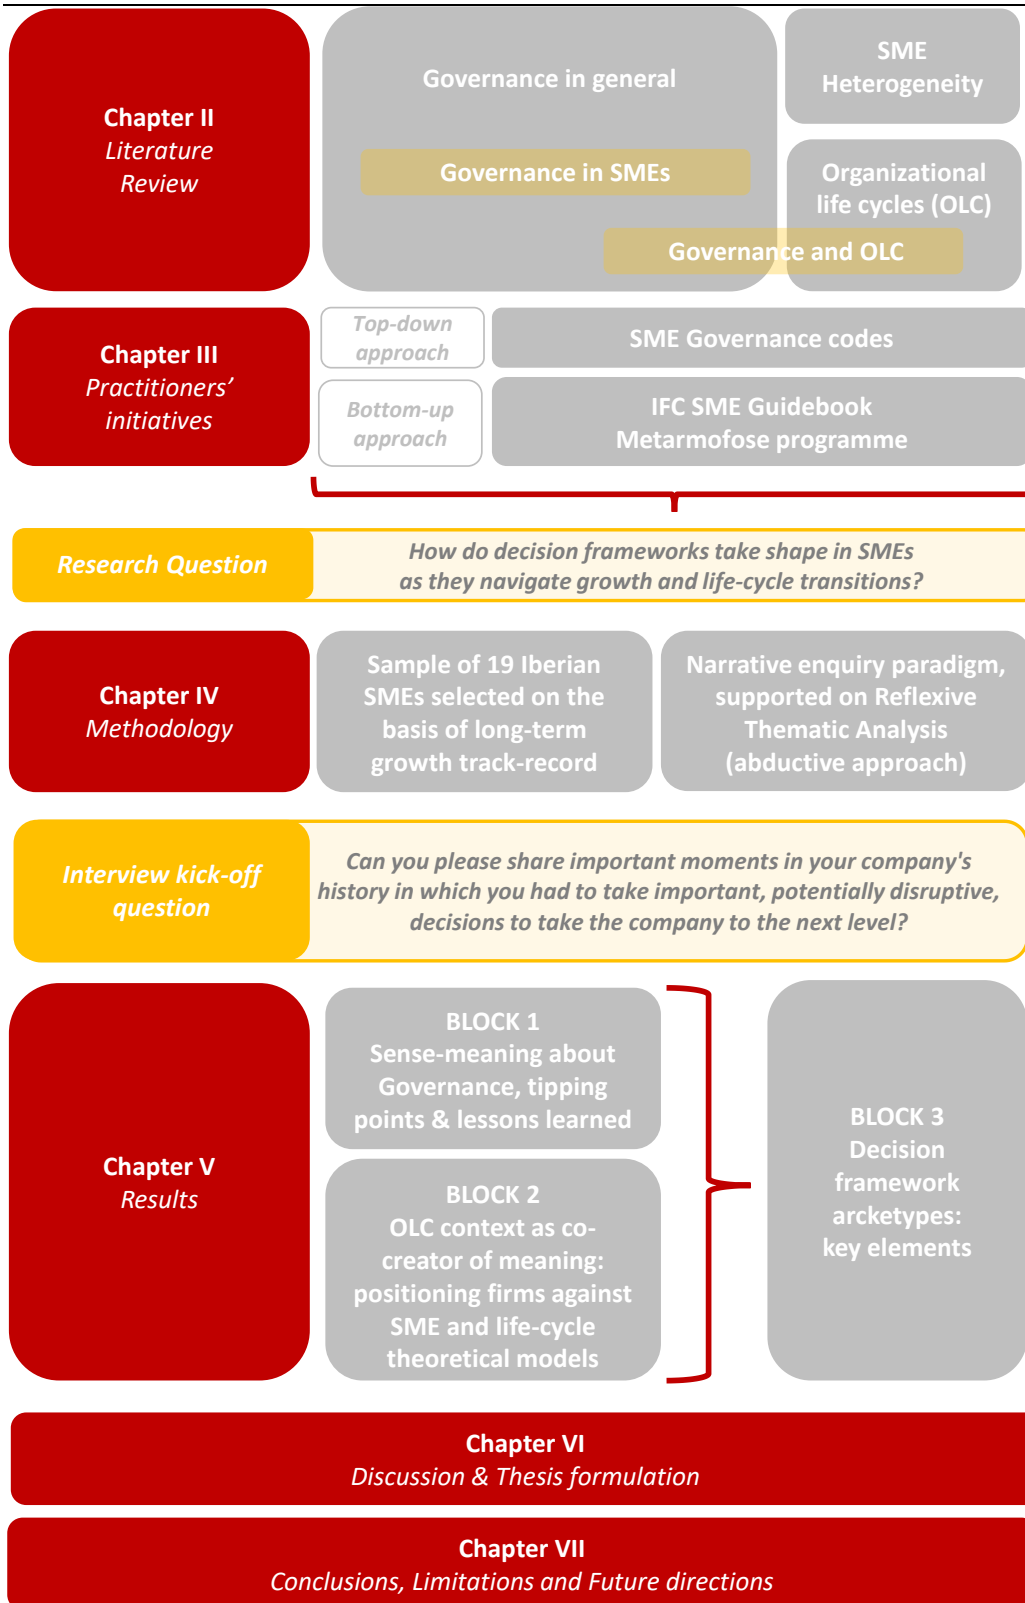 Chapter II
Literature
Review
Governance in general
SME
Heterogeneity
Governance in SMEs
Organizational
life cycles (OLC)
Governance and OLC
Chapter III
Practitioners’
initiatives
Top-down
approach
SME Governance codes
Bottom-up
approach
IFC SME Guidebook
Metarmofose programme
Research Question
How do decision frameworks take shape in SMEs
as they navigate growth and life-cycle transitions?
Chapter IV
Methodology
Sample of 19 Iberian
SMEs selected on the
basis of long-term
growth track-record
Narrative enquiry paradigm,
supported on Reflexive
Thematic Analysis
(abductive approach)
Interview kick-off
question
Can you please share important moments in your company's
history in which you had to take important, potentially disruptive,
decisions to take the company to the next level?
Chapter V
Results
BLOCK 1
Sense-meaning about
Governance, tipping
points & lessons learned
BLOCK 2
OLC context as co-
creator of meaning:
positioning firms against
SME and life-cycle
theoretical models
BLOCK 3
Decision
framework
arcketypes:
key elements
Chapter VI
Discussion & Thesis formulation
Chapter VII
Conclusions, Limitations and Future directions